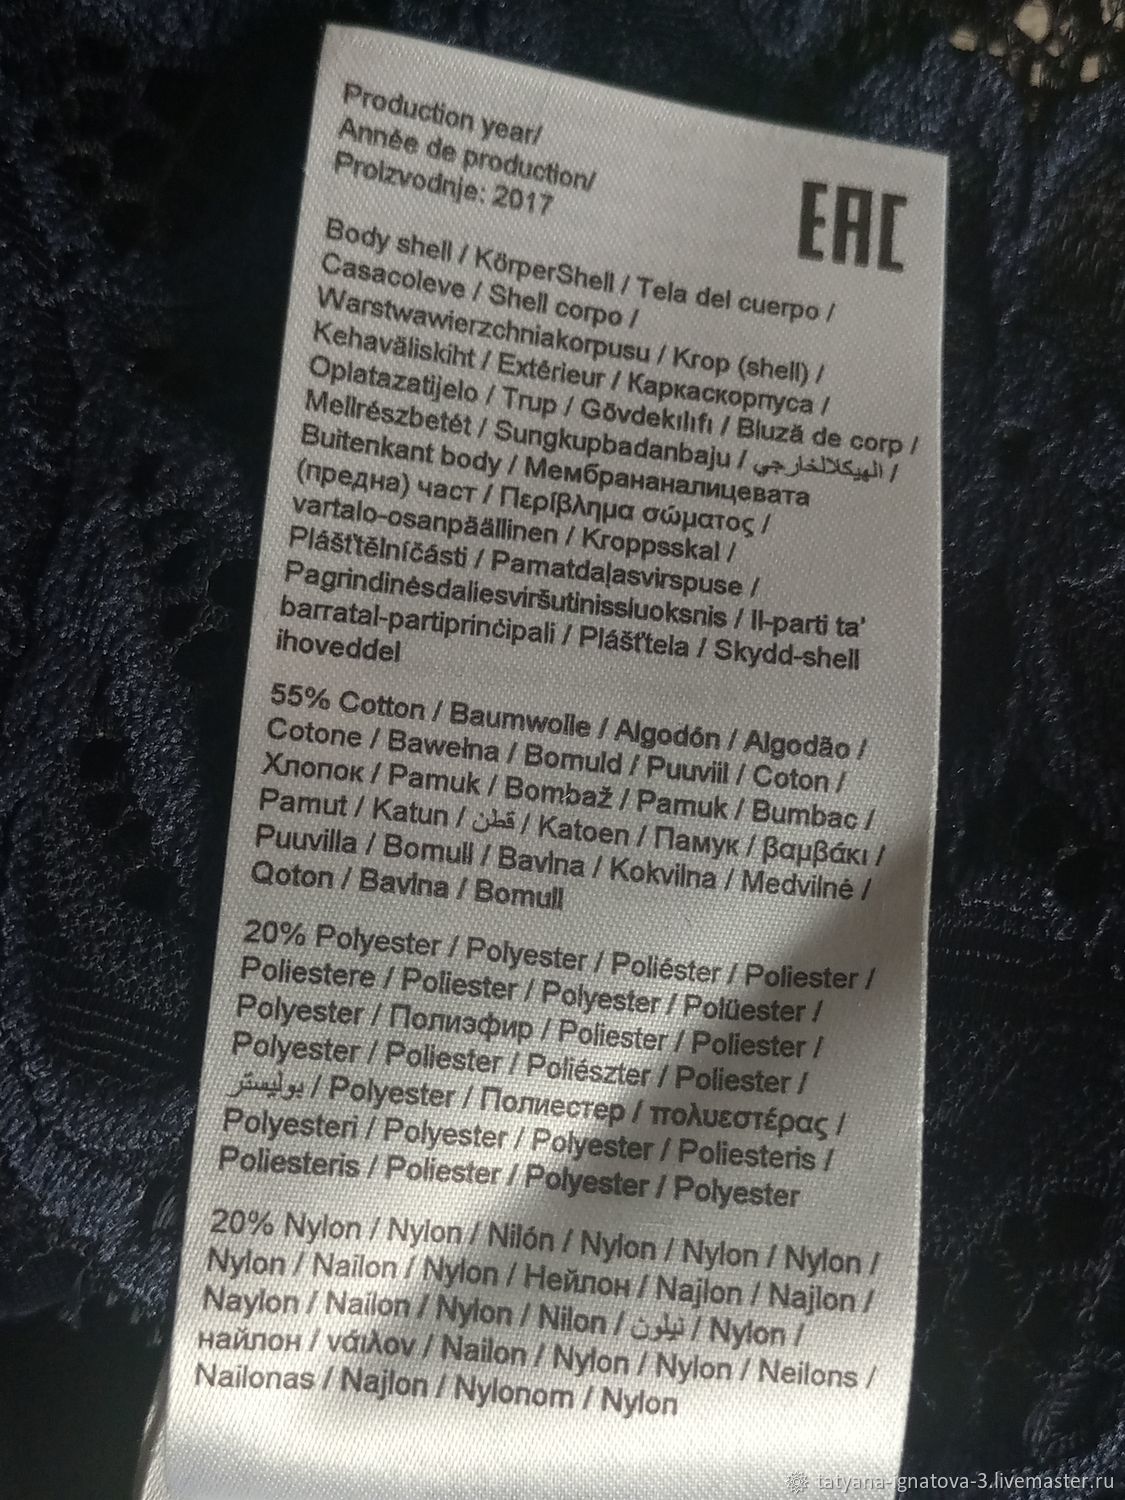 Production year/
Année de production/
Proizvodnje: 2017
EAC
Body shell / KörperShell / Tela del cuerpo /
Casacoleve / Shell corpo /
Warstwawierzchniakorpusu / Krop (shell) /
Kehaväliskiht / Extérieur / Каркаскорпуса /
Oplatazatijelo / Trup / Gövdekılıfı / Bluză de corp /
Mellrészbetét / Sungkupbadanbaju / الهيكلالخارجي /
Buitenkant body / Мембрананалицевата
(предна) част / Περίβλημα σώματος /
vartalo-osanpäällinen / Kroppsskal /
Plášťtělníčásti / Pamatdaļasvirspuse /
Pagrindinėsdaliesviršutinissluoksnis / Il-parti ta'
barratal-partiprinċipali / Plášťtela / Skydd-shell
ihoveddel
55% Cotton / Baumwolle / Algodón / Algodão /
Cotone / Bawełna / Bomuld / Puuviil / Coton /
Хлопок / Pamuk / Bombaž / Pamuk / Bumbac /
Pamut / Katun / قطن / Katoen / Памук / βαμβάκι /
Puuvilla / Bomull / Bavlna / Kokvilna / Medvilnė /
Qoton / Bavlna / Bomull
20% Polyester / Polyester / Poliéster / Poliester /
Poliestere / Poliester / Polyester / Polüester /
Polyester / Полиэфир / Poliester / Poliester /
Polyester / Poliester / Poliészter / Poliester /
بوليستر / Polyester / Полиестер / πολυεστέρας /
Polyesteri / Polyester / Polyester / Poliesteris /
Poliesteris / Poliester / Polyester / Polyester
20% Nylon / Nylon / Nilón / Nylon / Nylon / Nylon /
Nylon / Nailon / Nylon / Нейлон / Najlon / Najlon /
Naylon / Nailon / Nylon / Nilon / نيلون / Nylon /
найлон / νάιλον / Nailon / Nylon / Nylon / Neilons /
Nailonas / Najlon / Nylonom / Nylon
tatyana-ignatova-3.livemaster.ru